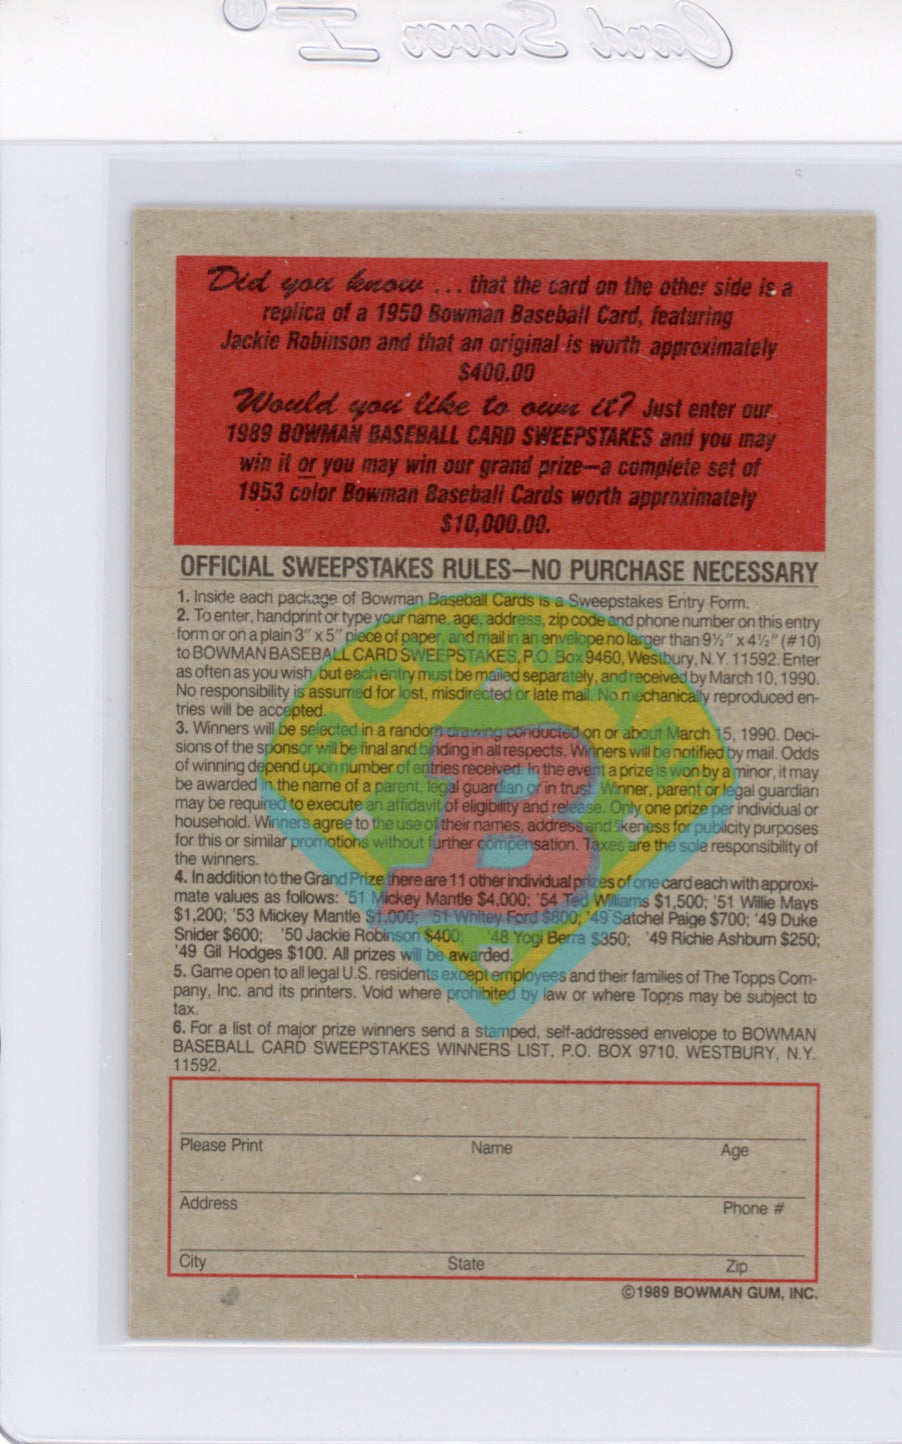 Card Saver I ®
Did you know ... that the card on the other side is a
replica of a 1950 Bowman Baseball Card, featuring
Jackie Robinson and that an original is worth approximately
$400.00
Would you like to own it? Just enter our
1989 BOWMAN BASEBALL CARD SWEEPSTAKES and you may
win it or you may win our grand prize—a complete set of
1953 color Bowman Baseball Cards worth approximately
$10,000.00.
OFFICIAL SWEEPSTAKES RULES—NO PURCHASE NECESSARY
1. Inside each package of Bowman Baseball Cards is a Sweepstakes Entry Form.
2. To enter, handprint or type your name, age, address, zip code and phone number on this entry
form or on a plain 3″ x 5″ piece of paper, and mail in an envelope no larger than 9½″ x 4½″ (#10)
to BOWMAN BASEBALL CARD SWEEPSTAKES, P.O. Box 9460, Westbury, N.Y. 11592. Enter
as often as you wish, but each entry must be mailed separately, and received by March 10, 1990.
No responsibility is assumed for lost, misdirected or late mail. No mechanically reproduced en-
tries will be accepted.
3. Winners will be selected in a random drawing conducted on or about March 15, 1990. Deci-
sions of the sponsor will be final and binding in all respects. Winners will be notified by mail. Odds
of winning depend upon number of entries received. In the event a prize is won by a minor, it may
be awarded in the name of a parent, legal guardian or in trust. Winner, parent or legal guardian
may be required to execute an affidavit of eligibility and release. Only one prize per individual or
household. Winners agree to the use of their names, address and likeness for publicity purposes
for this or similar promotions without further compensation. Taxes are the sole responsibility of
the winners.
4. In addition to the Grand Prize there are 11 other individual prizes of one card each with approxi-
mate values as follows: '51 Mickey Mantle $4,000; '54 Ted Williams $1,500; '51 Willie Mays
$1,200; '53 Mickey Mantle $1,000; '51 Whitey Ford $800; '49 Satchel Paige $700; '49 Duke
Snider $600; '50 Jackie Robinson $400; '48 Yogi Berra $350; '49 Richie Ashburn $250;
'49 Gil Hodges $100. All prizes will be awarded.
5. Game open to all legal U.S. residents except employees and their families of The Topps Com-
pany, Inc. and its printers. Void where prohibited by law or where Topps may be subject to
tax.
6. For a list of major prize winners send a stamped, self-addressed envelope to BOWMAN
BASEBALL CARD SWEEPSTAKES WINNERS LIST, P.O. BOX 9710, WESTBURY, N.Y.
11592.
Please Print Name Age
Address Phone #
City State Zip
©1989 BOWMAN GUM, INC.